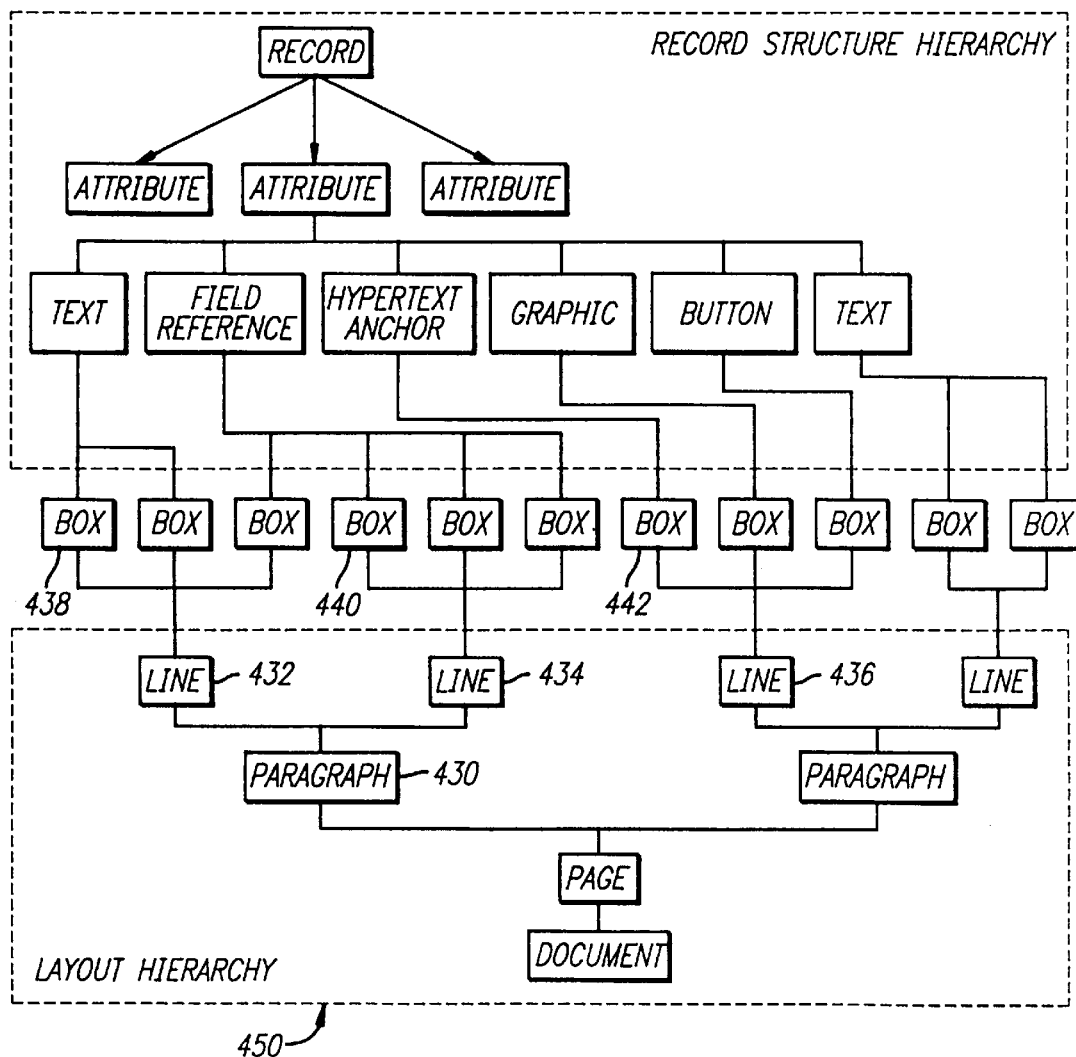 RECORD STRUCTURE HIERARCHY
RECORD
ATTRIBUTE ATTRIBUTE ATTRIBUTE
TEXT FIELD REFERENCE HYPERTEXT ANCHOR GRAPHIC BUTTON TEXT
BOX BOX BOX BOX BOX BOX BOX BOX BOX BOX BOX
438 440 442
LINE 432 LINE 434 LINE 436 LINE
PARAGRAPH 430 PARAGRAPH
PAGE
DOCUMENT
LAYOUT HIERARCHY
450